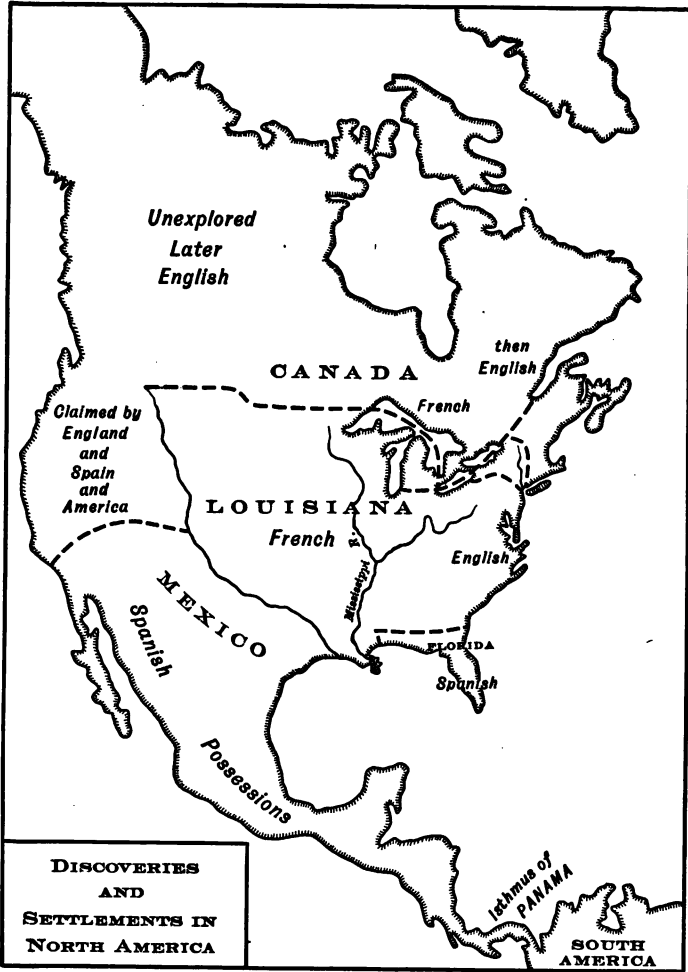 Unexplored
Later
English
then
English
CANADA
French
Claimed by
England
and
Spain
and
America
LOUISIANA
French
Mississippi R.
English
MEXICO
Spanish
Possessions
FLORIDA
Spanish
Isthmus of
PANAMA
SOUTH
AMERICA
DISCOVERIES
AND
SETTLEMENTS IN
NORTH AMERICA